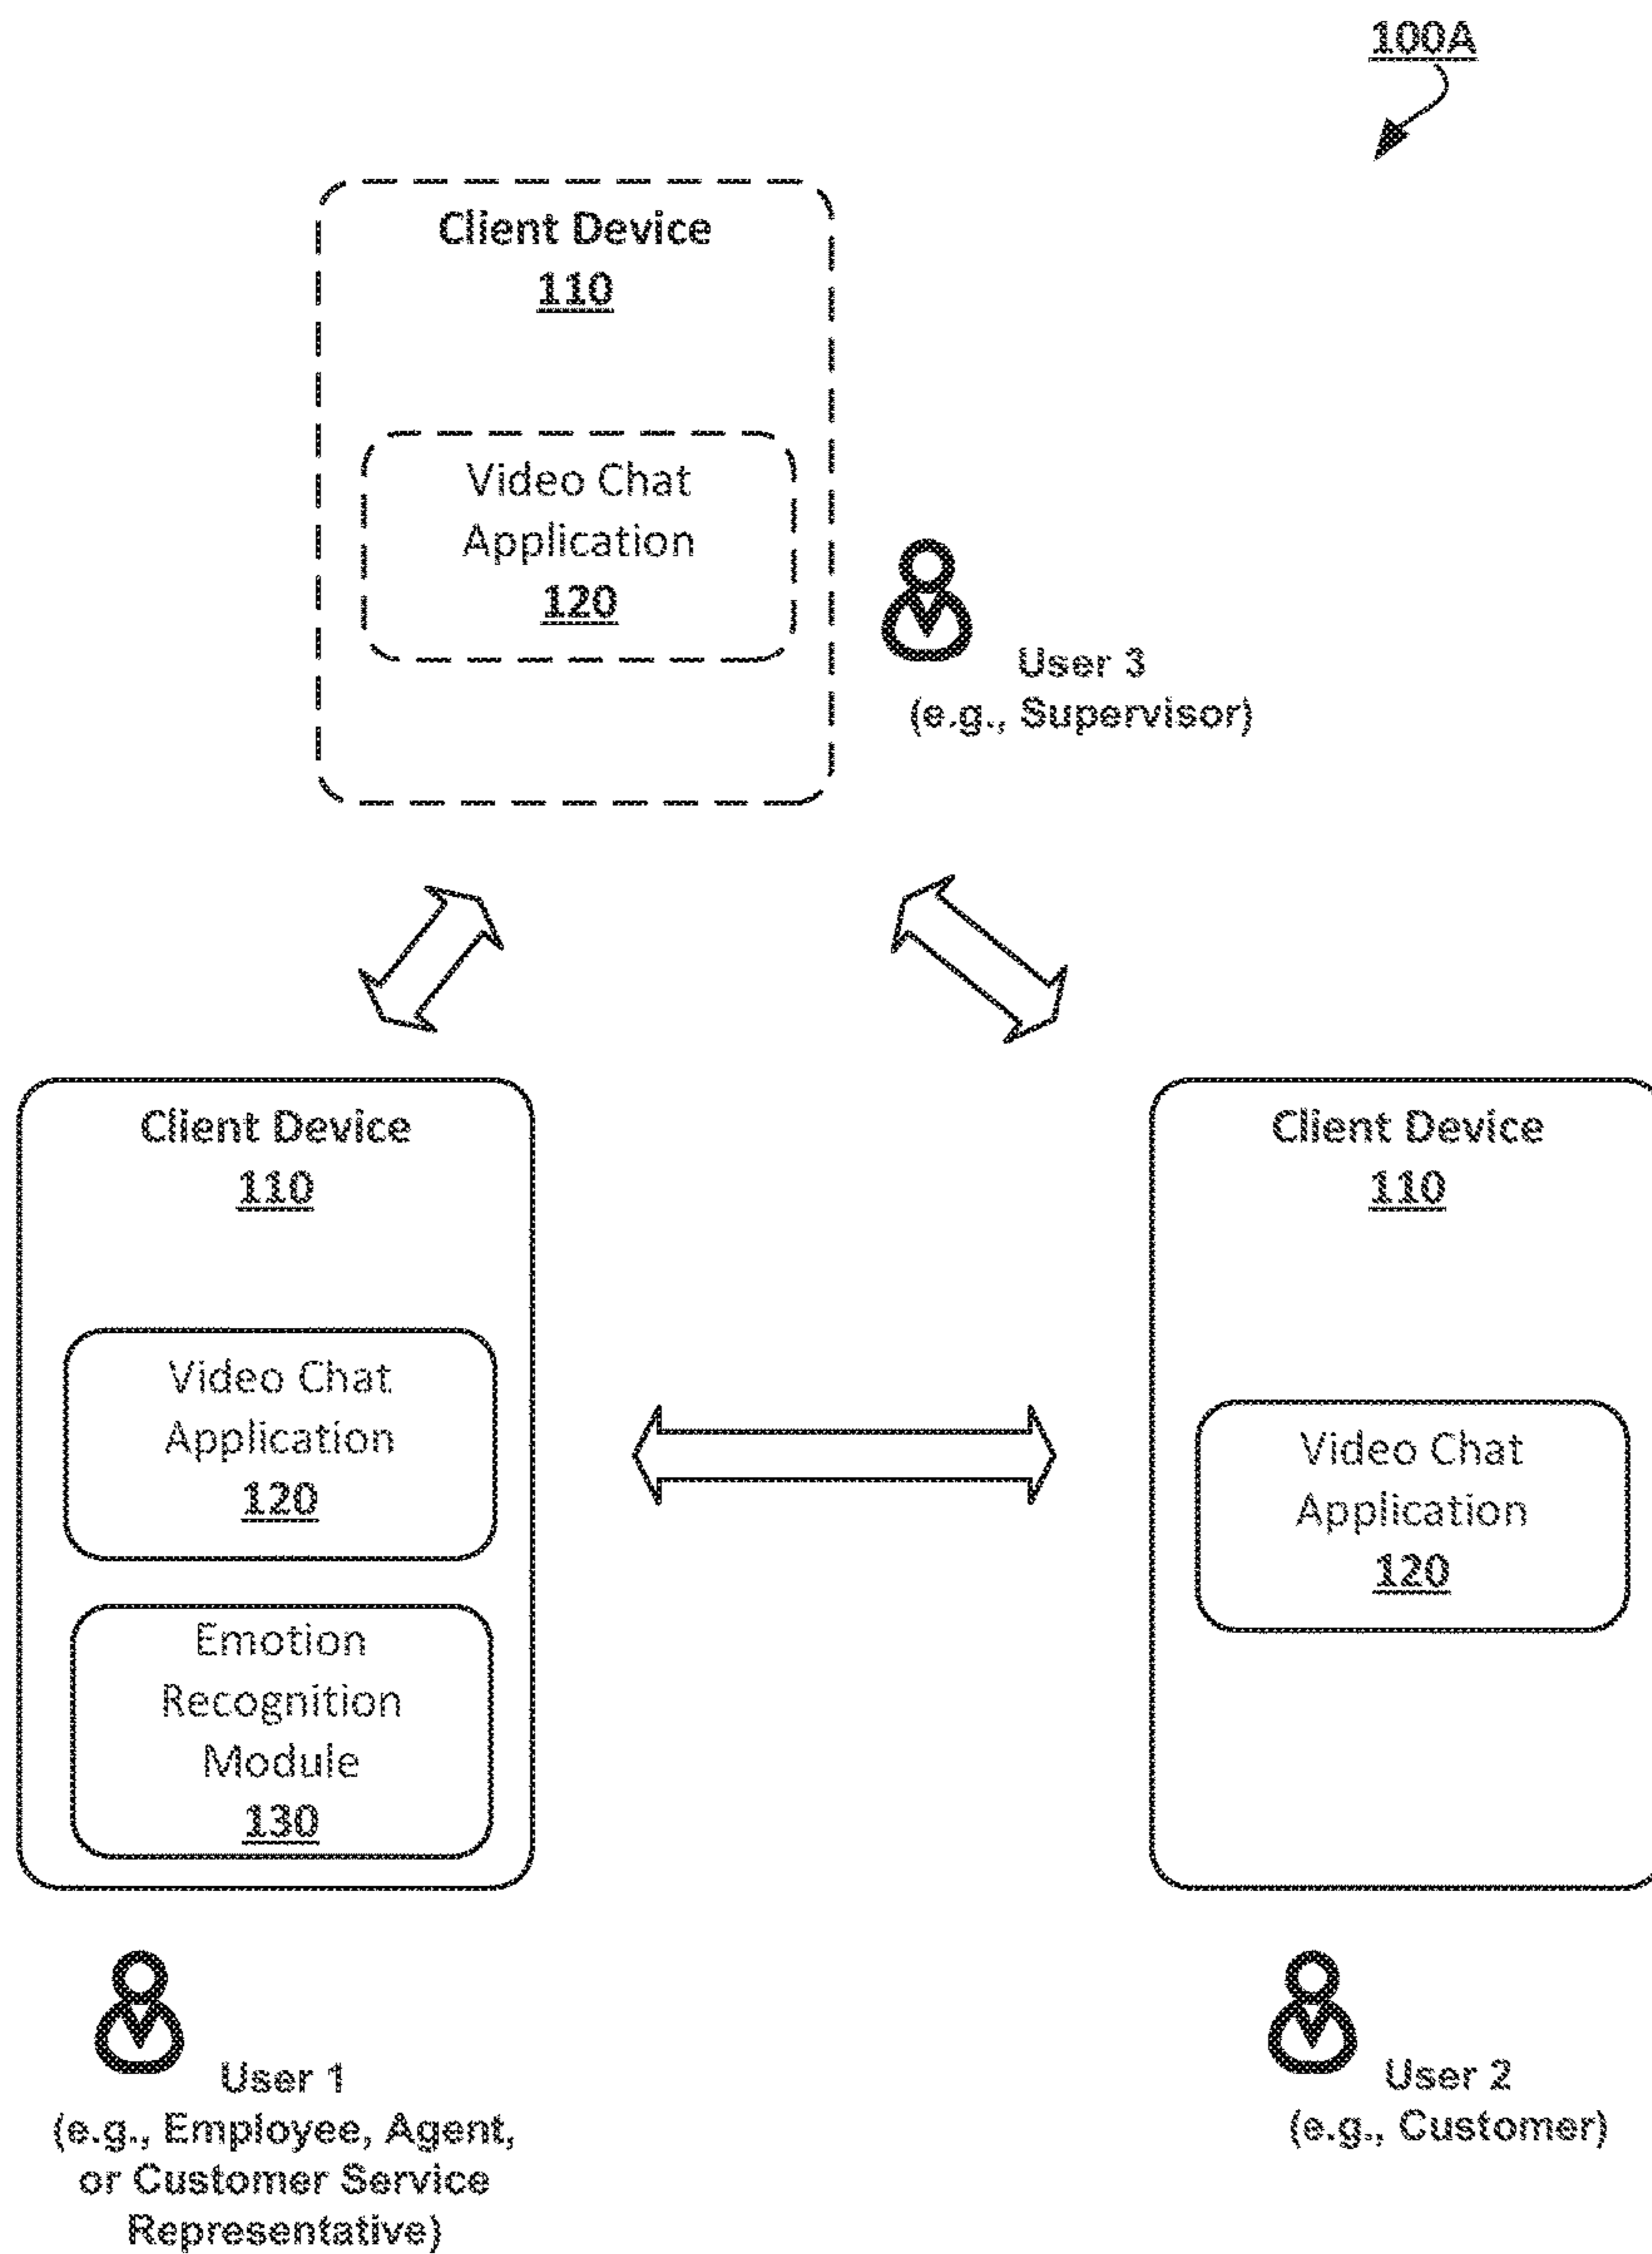 100A
Client Device
110
Video Chat
Application
120
User 3
(e.g., Supervisor)
Client Device
110
Video Chat
Application
120
Emotion
Recognition
Module
130
Client Device
110
Video Chat
Application
120
User 1
(e.g., Employee, Agent,
or Customer Service
Representative)
User 2
(e.g., Customer)